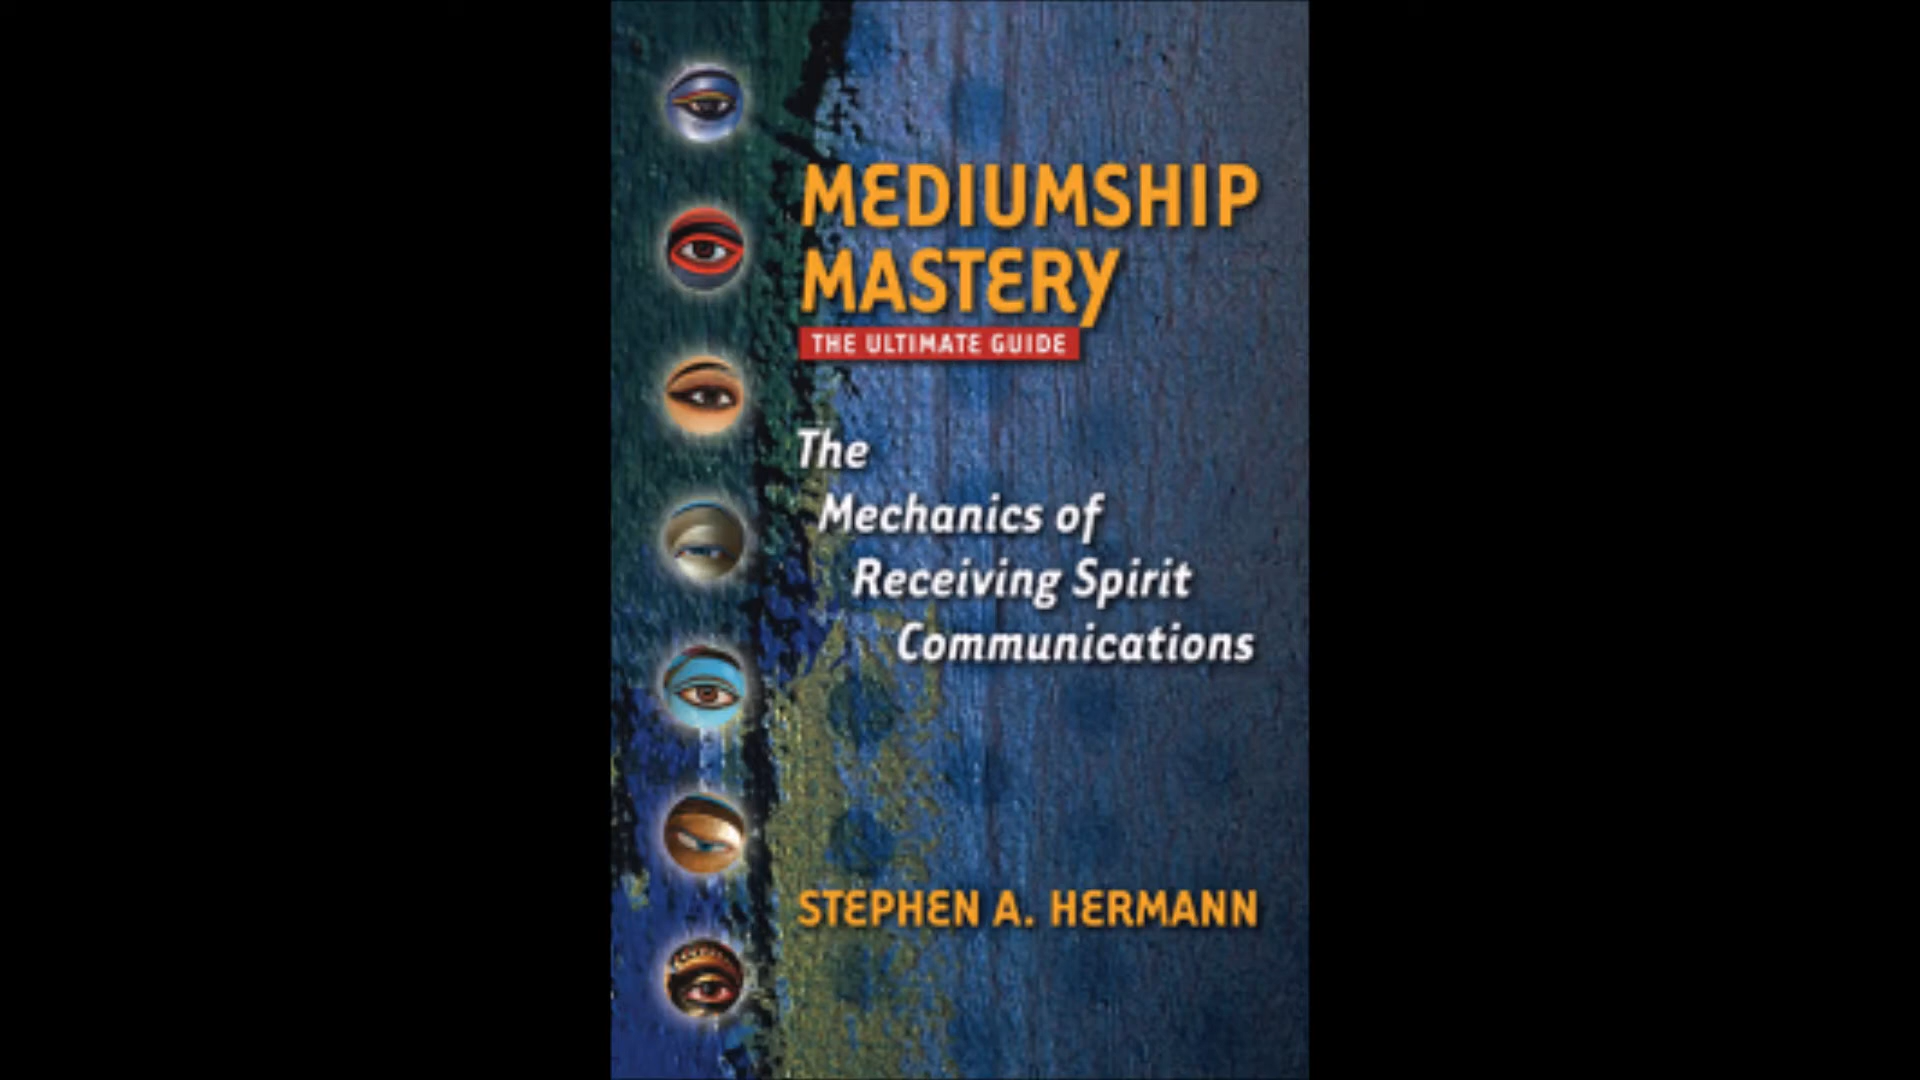 MEDIUMSHIP
MASTERY
THE ULTIMATE GUIDE
The
Mechanics of
Receiving Spirit
Communications
STEPHEN A. HERMANN